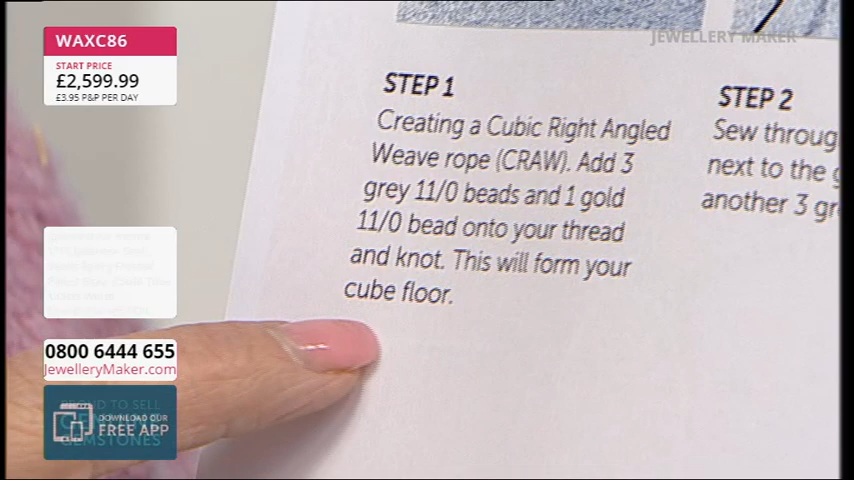 WAXC86
START PRICE
£2,599.99
£3.95 P&P PER DAY
JEWELLERY MAKER
STEP 1
Creating a Cubic Right Angled
Weave rope (CRAW). Add 3
grey 11/0 beads and 1 gold
11/0 bead onto your thread
and knot. This will form your
cube floor.
STEP 2
Sew throug
next to the g
another 3 gr
0800 6444 655
JewelleryMaker.com
DOWNLOAD OUR
FREE APP
GEMSTONES